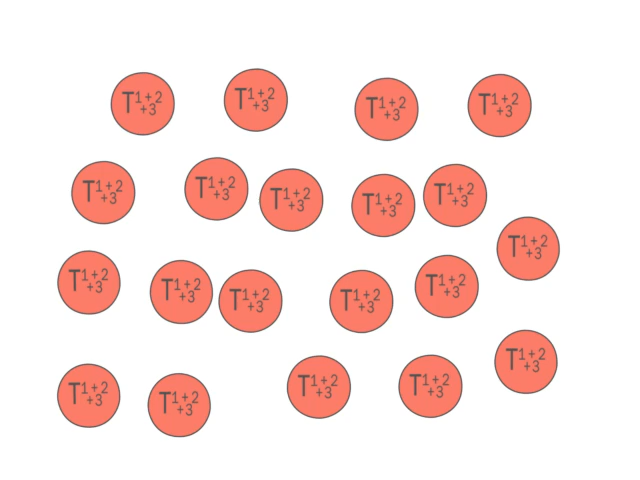 T1+2 +3 T1+2 +3 T1+2 +3 T1+2 +3
T1+2 +3 T1+2 +3 T1+2 +3 T1+2 +3 T1+2 +3
T1+2 +3 T1+2 +3 T1+2 +3 T1+2 +3 T1+2 +3 T1+2 +3
T1+2 +3 T1+2 +3 T1+2 +3 T1+2 +3 T1+2 +3